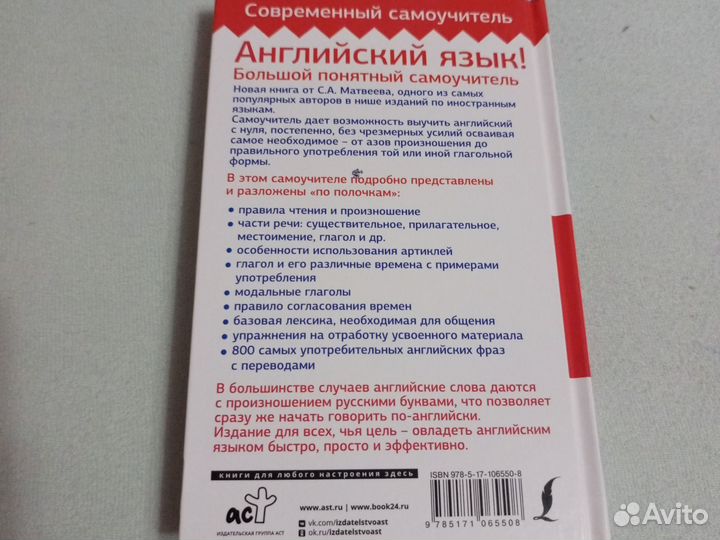 Современный самоучитель
Английский язык!
Большой понятный самоучитель
Новая книга от С.А. Матвеева, одного из самых
популярных авторов в нише изданий по иностранным
языкам.
Самоучитель дает возможность выучить английский
с нуля, постепенно, без чрезмерных усилий осваивая
самое необходимое – от азов произношения до
правильного употребления той или иной глагольной
формы.
В этом самоучителе подробно представлены
и разложены «по полочкам»:
• правила чтения и произношение
• части речи: существительное, прилагательное,
местоимение, глагол и др.
• особенности использования артиклей
• глагол и его различные времена с примерами
употребления
• модальные глаголы
• правило согласования времен
• базовая лексика, необходимая для общения
• упражнения на отработку усвоенного материала
• 800 самых употребительных английских фраз
с переводами
В большинстве случаев английские слова даются
с произношением русскими буквами, что позволяет
сразу же начать говорить по-английски.
Издание для всех, чья цель – овладеть английским
языком быстро, просто и эффективно.
книги для любого настроения здесь
аст
ИЗДАТЕЛЬСКАЯ ГРУППА АСТ
www.ast.ru | www.book24.ru
vk.com/izdatelstvoast
ok.ru/izdatelstvoast
ISBN 978-5-17-106550-8
9 785171 065508
Avito